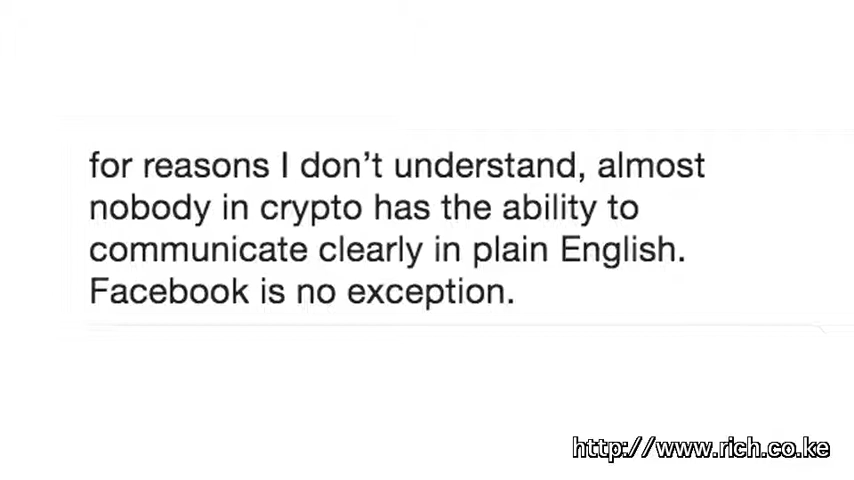 for reasons I don’t understand, almost
nobody in crypto has the ability to
communicate clearly in plain English.
Facebook is no exception.
http://www.rich.co.ke